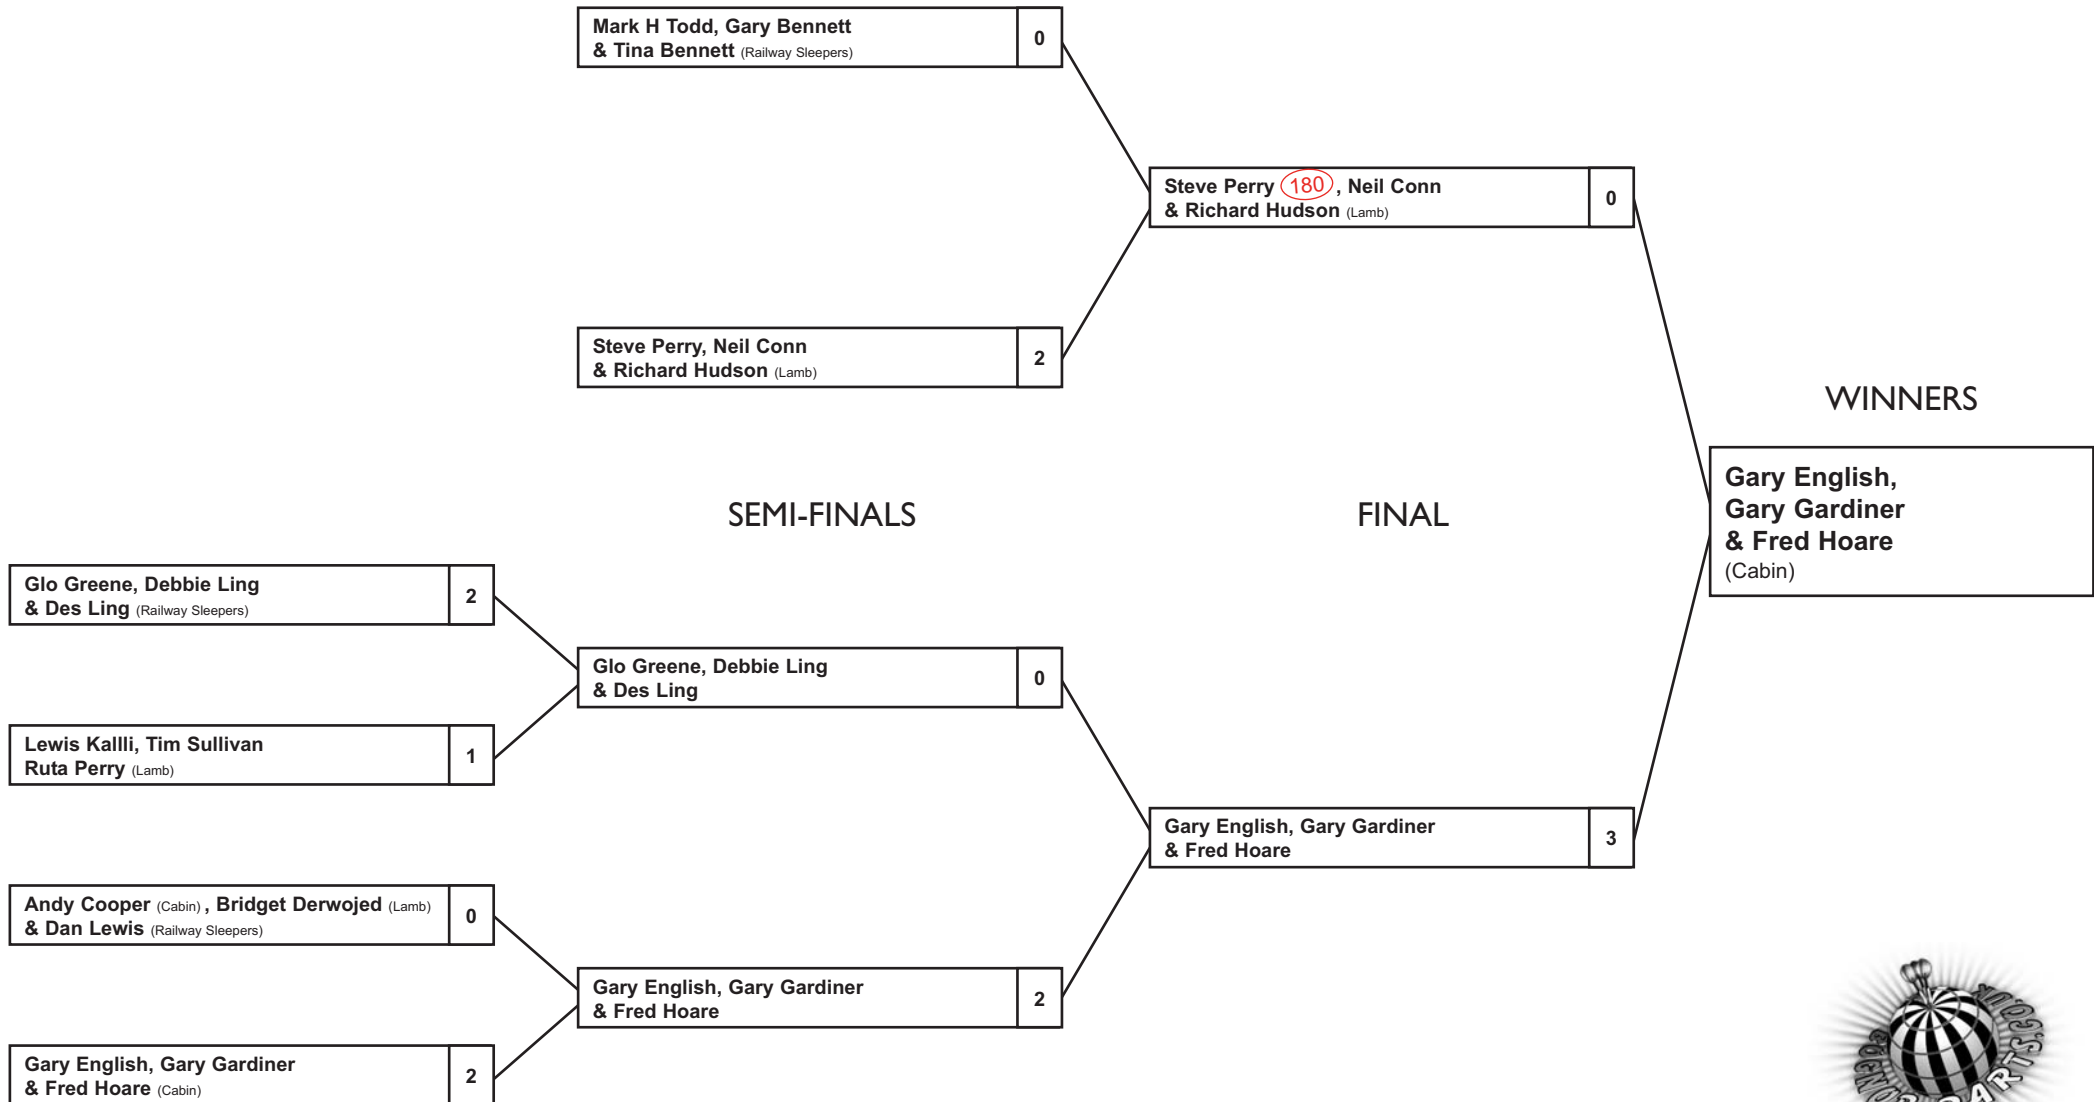 Mark H Todd, Gary Bennett
& Tina Bennett (Railway Sleepers)
0
Steve Perry, Neil Conn
& Richard Hudson (Lamb)
2
SEMI-FINALS
Glo Greene, Debbie Ling
& Des Ling (Railway Sleepers)
2
Lewis Kallli, Tim Sullivan
Ruta Perry (Lamb)
1
Andy Cooper (Cabin) , Bridget Derwojed (Lamb)
& Dan Lewis (Railway Sleepers)
0
Gary English, Gary Gardiner
& Fred Hoare (Cabin)
2
Glo Greene, Debbie Ling
& Des Ling
0
Gary English, Gary Gardiner
& Fred Hoare
2
Steve Perry 180 , Neil Conn
& Richard Hudson (Lamb)
0
FINAL
Gary English, Gary Gardiner
& Fred Hoare
3
WINNERS
Gary English,
Gary Gardiner
& Fred Hoare
(Cabin)